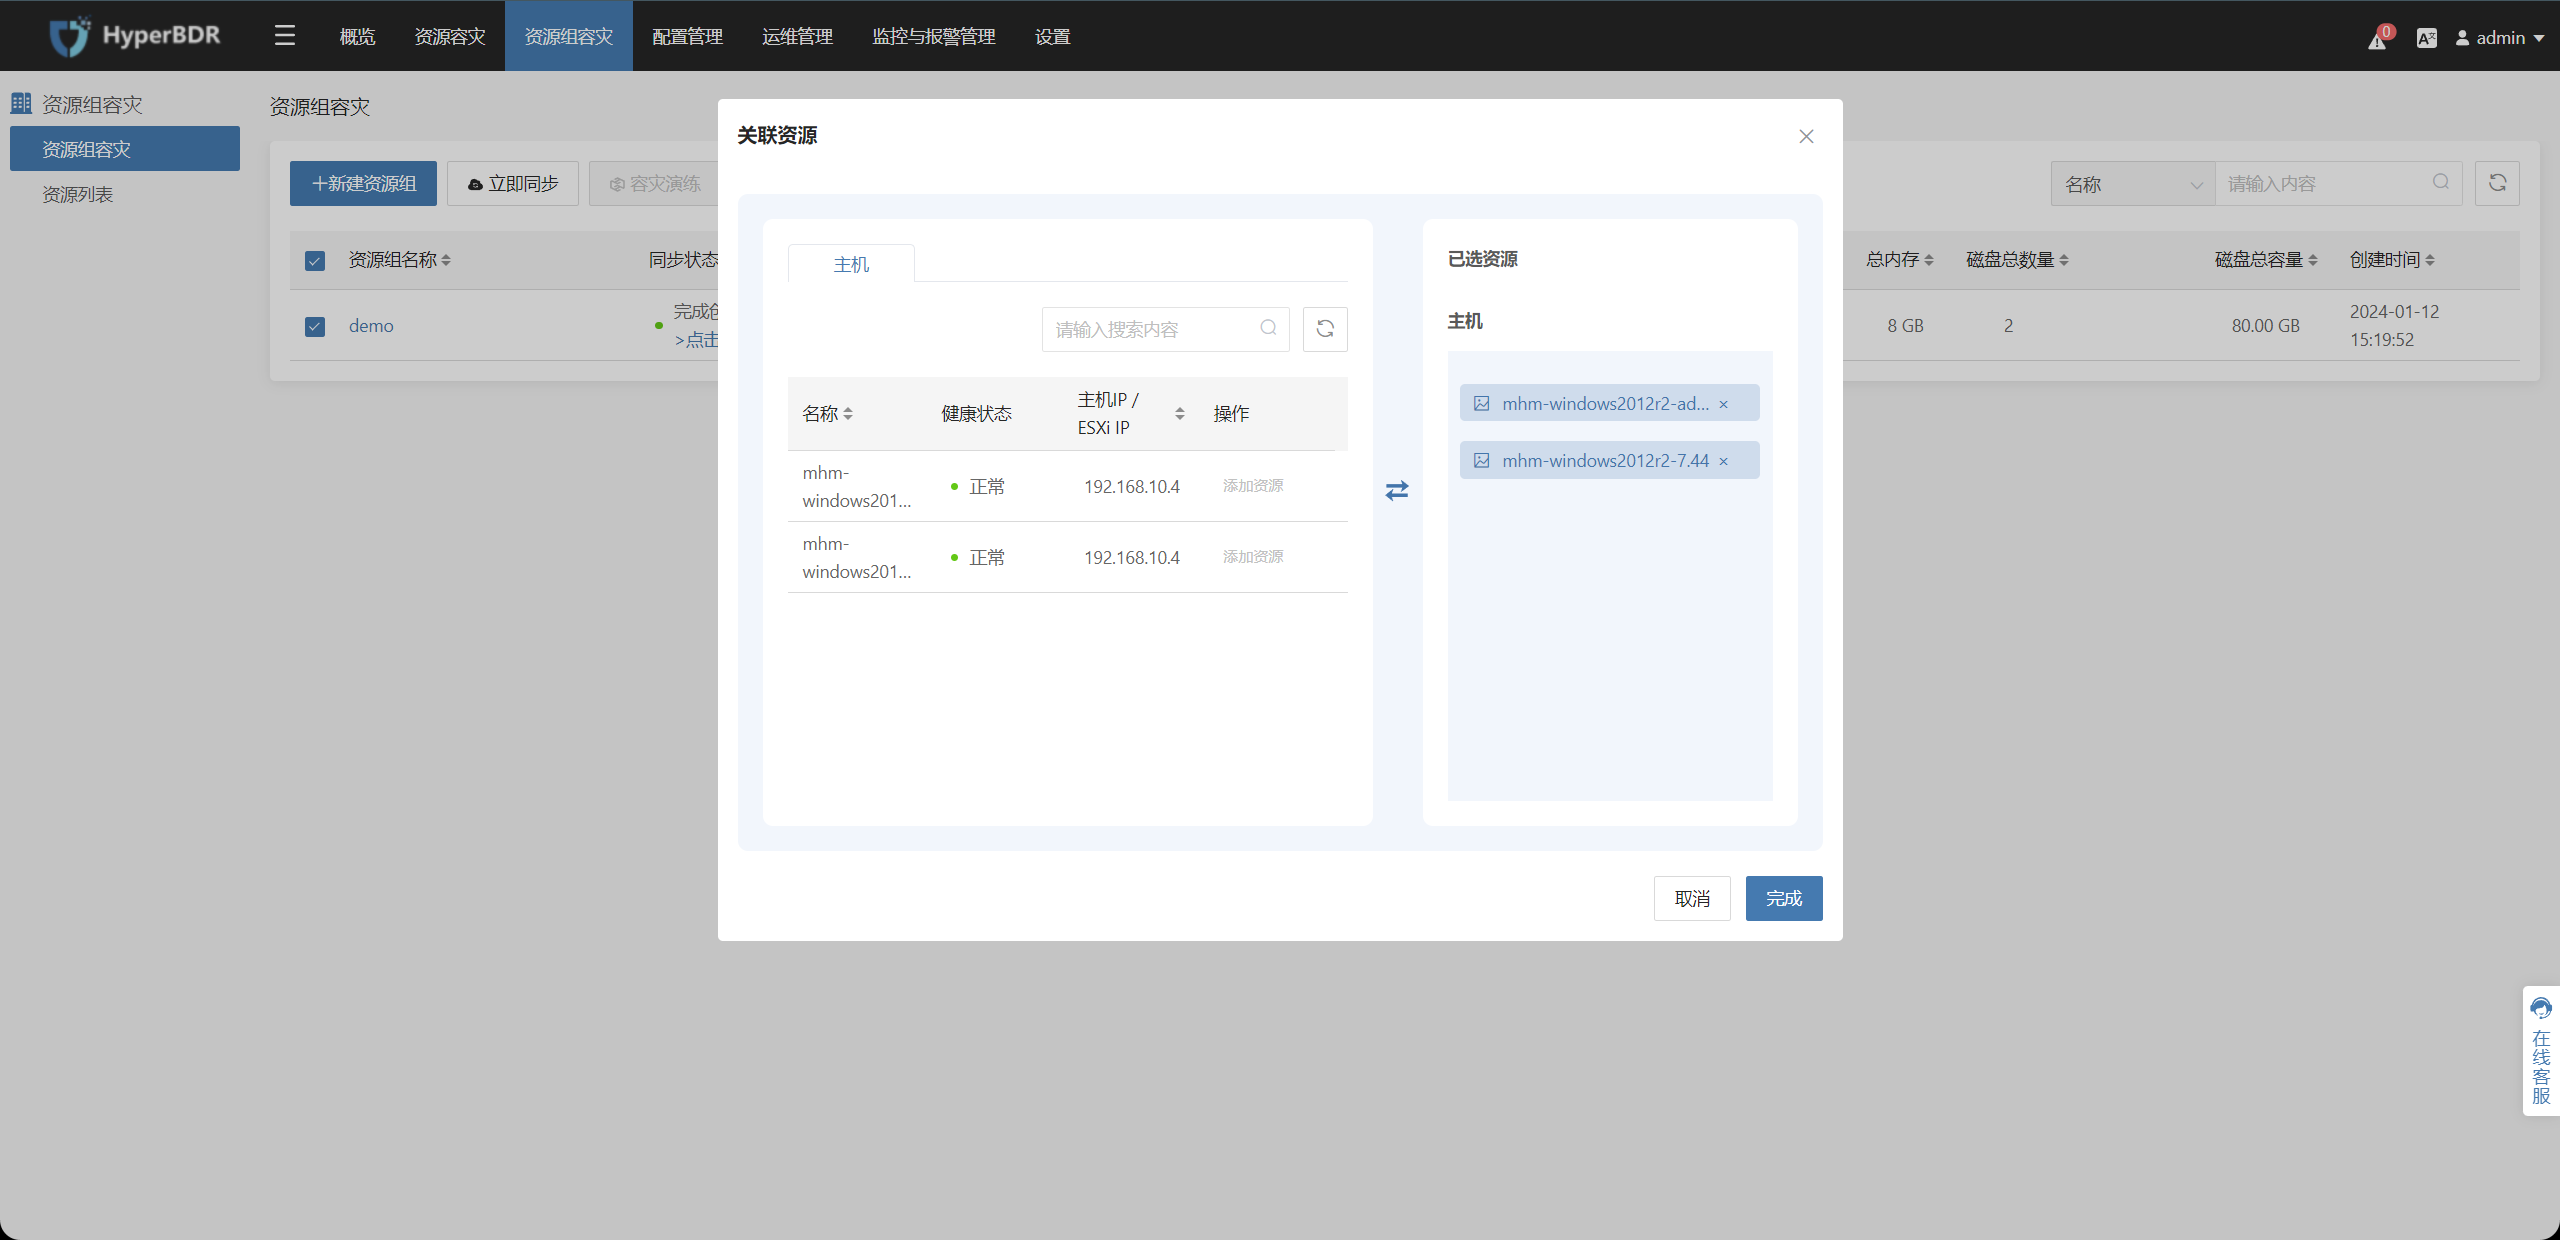 HyperBDR
概览
资源容灾
资源组容灾
配置管理
运维管理
监控与报警管理
设置
0
admin
资源组容灾
资源组容灾
资源列表
资源组容灾
新建资源组
立即同步
容灾演练
名称
请输入内容
资源组名称
同步状态
总内存
磁盘总数量
磁盘总容量
创建时间
demo
>点击
8 GB
2
80.00 GB
2024-01-12
15:19:52
关联资源
主机
请输入搜索内容
名称
健康状态
主机IP /
ESXi IP
操作
mhm-
windows201...
正常
192.168.10.4
添加资源
mhm-
windows201...
正常
192.168.10.4
添加资源
已选资源
主机
mhm-windows2012r2-ad... ×
mhm-windows2012r2-7.44 ×
取消
完成
在线客服